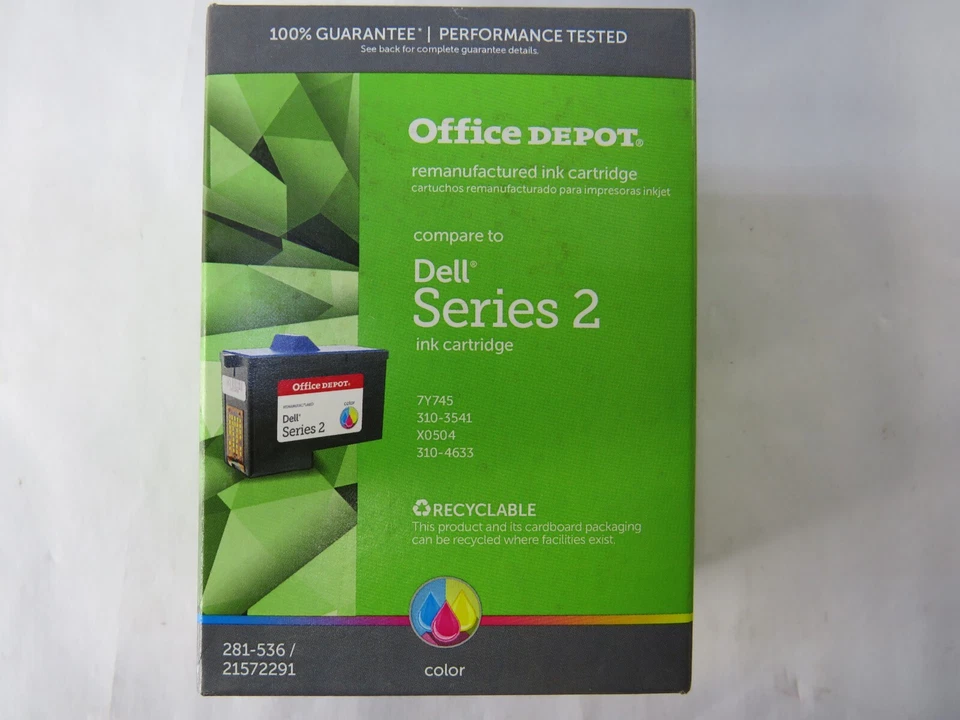 100% GUARANTEE* | PERFORMANCE TESTED
See back for complete guarantee details.
Office DEPOT®
remanufactured ink cartridge
cartuchos remanufacturado para impresoras inkjet
compare to
Dell®
Series 2
ink cartridge
Office DEPOT®
REMANUFACTURED
color
Dell®
Series 2
7Y745
310-3541
X0504
310-4633
RECYCLABLE
This product and its cardboard packaging
can be recycled where facilities exist.
281-536 /
21572291
color